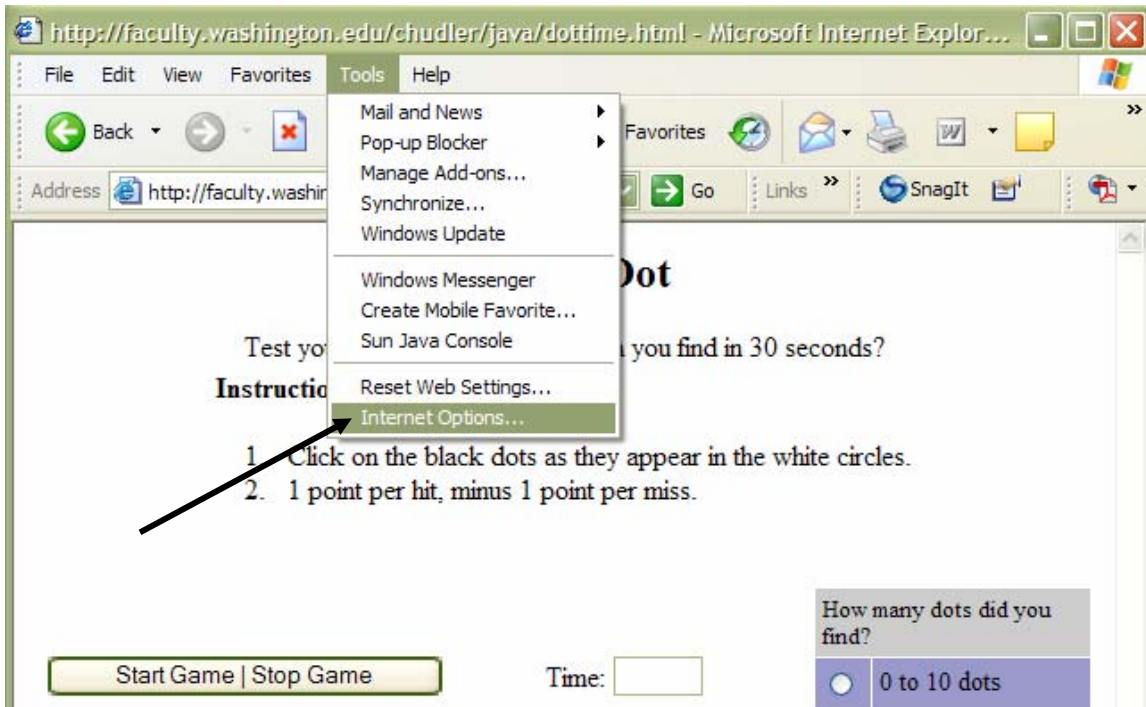 http://faculty.washington.edu/chudler/java/dottime.html - Microsoft Internet Explor...
File Edit View Favorites Tools Help
Back Favorites W »
Address http://faculty.washin Go Links » SnagIt
Mail and News
Pop-up Blocker
Manage Add-ons...
Synchronize...
Windows Update
Windows Messenger
Create Mobile Favorite...
Sun Java Console
Reset Web Settings...
Internet Options...
Dot
Test you find in 30 seconds?
1. Click on the black dots as they appear in the white circles.
2. 1 point per hit, minus 1 point per miss.
How many dots did you
find?
Start Game | Stop Game Time: 0 to 10 dots